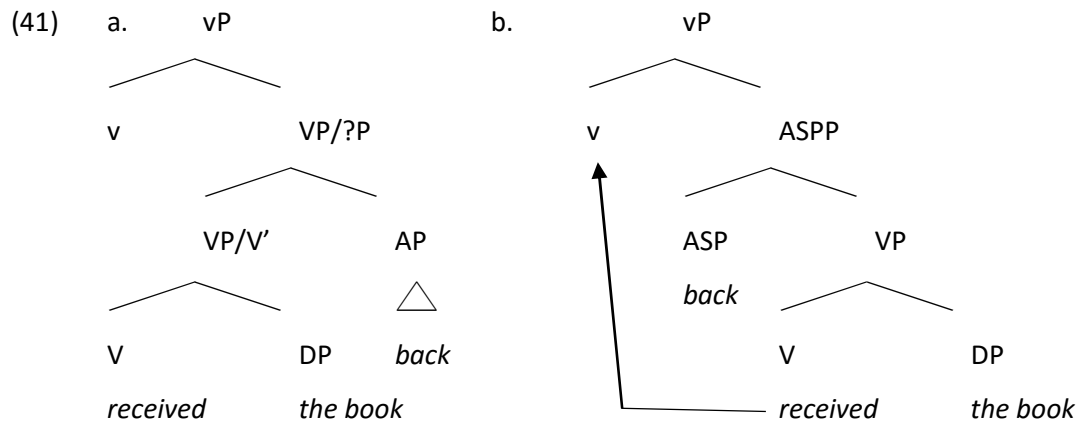 (41) a. vP b. vP
v VP/?P v ASPP
VP/V’ AP ASP VP
back
V DP back V DP
received the book received the book